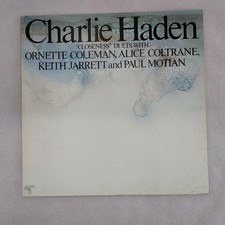 Charlie Haden
"CLOSENESS" DUETS WITH
ORNETTE COLEMAN, ALICE COLTRANE,
KEITH JARRETT and PAUL MOTIAN